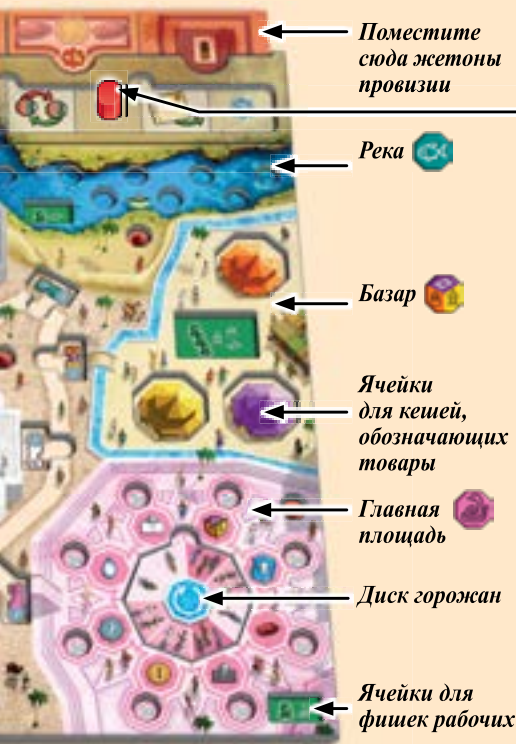 Поместите
сюда жетоны
провизии
Река
Базар
Ячейки
для кешей,
обозначающих
товары
Главная
площадь
Диск горожан
Ячейки для
фишек рабочих